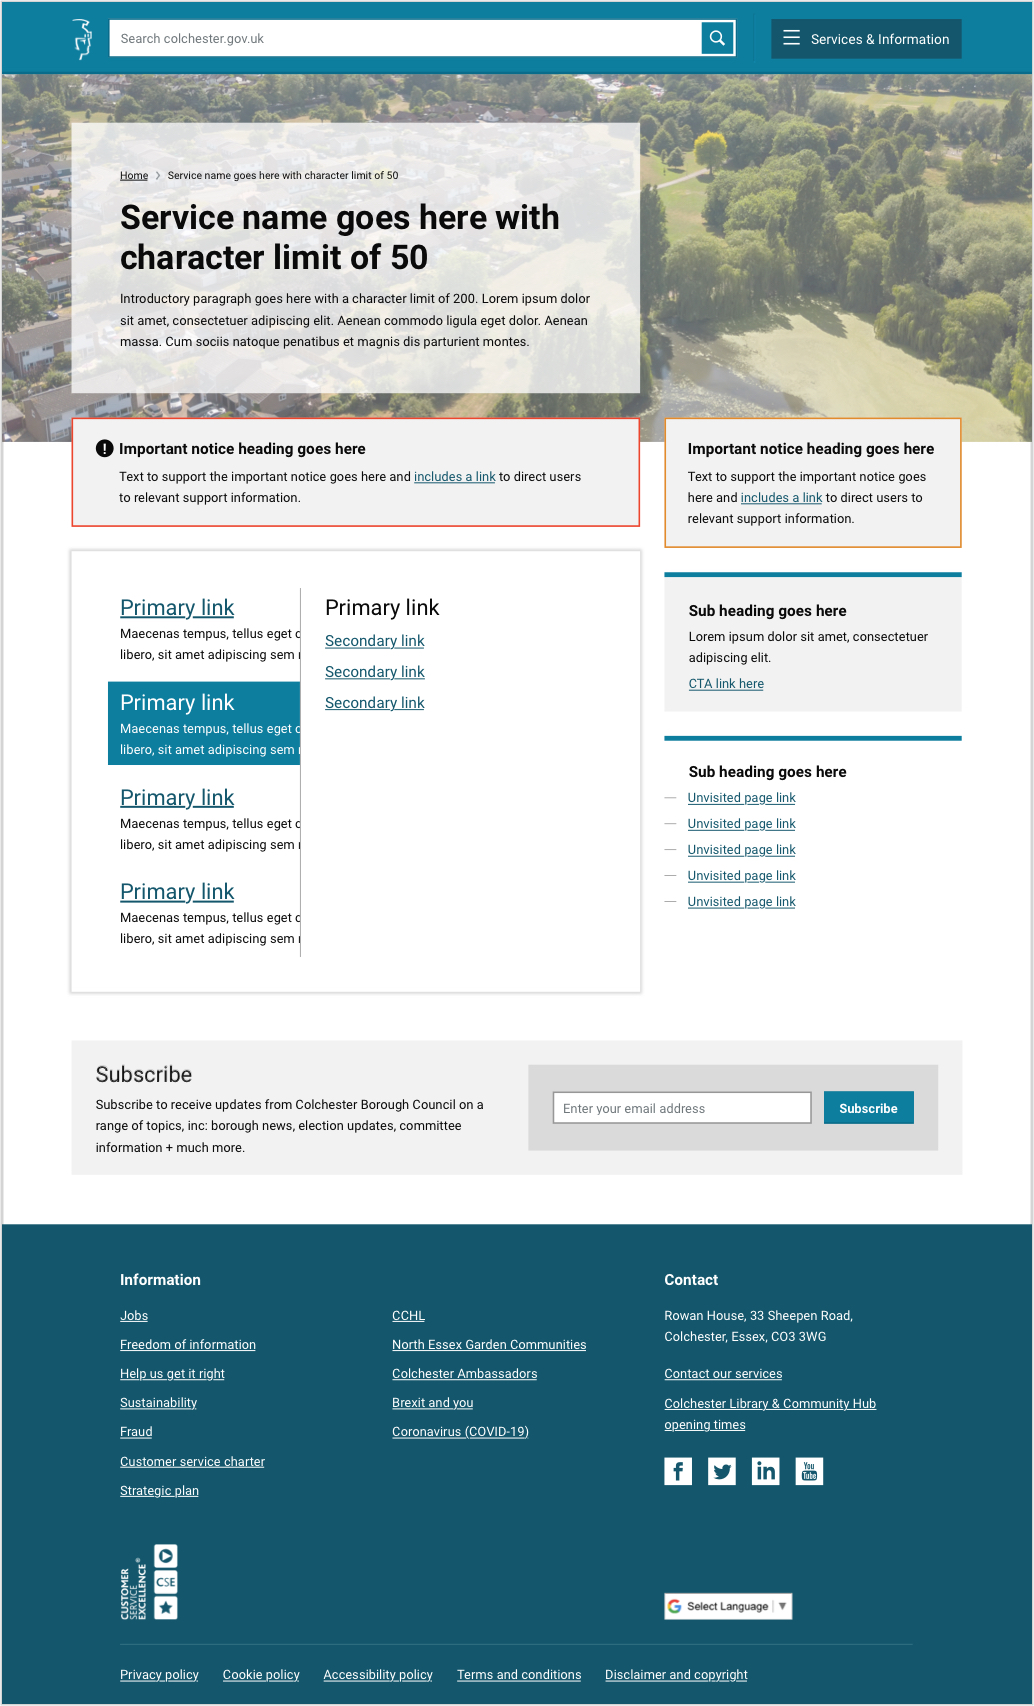 Search colchester.gov.uk
Services & Information
Home
Service name goes here with character limit of 50
Service name goes here with
character limit of 50
Introductory paragraph goes here with a character limit of 200. Lorem ipsum dolor
sit amet, consectetuer adipiscing elit. Aenean commodo ligula eget dolor. Aenean
massa. Cum sociis natoque penatibus et magnis dis parturient montes.
Important notice heading goes here
Text to support the important notice goes here and includes a link to direct users
to relevant support information.
Important notice heading goes here
Text to support the important notice goes
here and includes a link to direct users to
relevant support information.
Primary link
Maecenas tempus, tellus eget
libero, sit amet adipiscing sem
Primary link
Maecenas tempus, tellus eget
libero, sit amet adipiscing sem
Primary link
Maecenas tempus, tellus eget
libero, sit amet adipiscing sem
Primary link
Maecenas tempus, tellus eget
libero, sit amet adipiscing sem
Primary link
Secondary link
Secondary link
Secondary link
Sub heading goes here
Lorem ipsum dolor sit amet, consectetuer
adipiscing elit.
CTA link here
Sub heading goes here
Unvisited page link
Unvisited page link
Unvisited page link
Unvisited page link
Unvisited page link
Subscribe
Subscribe to receive updates from Colchester Borough Council on a
range of topics, inc: borough news, election updates, committee
information + much more.
Enter your email address
Subscribe
Information
Jobs
Freedom of information
Help us get it right
Sustainability
Fraud
Customer service charter
Strategic plan
CCHL
North Essex Garden Communities
Colchester Ambassadors
Brexit and you
Coronavirus (COVID-19)
Contact
Rowan House, 33 Sheepen Road,
Colchester, Essex, CO3 3WG
Contact our services
Colchester Library & Community Hub
opening times
f
in
You
Tube
CUSTOMER
SERVICE
EXCELLENCE®
CSE
G Select Language ▼
Privacy policy
Cookie policy
Accessibility policy
Terms and conditions
Disclaimer and copyright